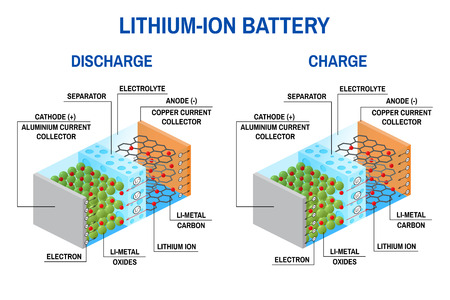 LITHIUM-ION BATTERY
DISCHARGE
ELECTROLYTE
SEPARATOR
ANODE (-)
COPPER CURRENT
COLLECTOR
CATHODE (+)
ALUMINIUM CURRENT
COLLECTOR
LI-METAL
CARBON
LITHIUM ION
LI-METAL
OXIDES
ELECTRON
CHARGE
ELECTROLYTE
SEPARATOR
ANODE (-)
COPPER CURRENT
COLLECTOR
CATHODE (+)
ALUMINIUM CURRENT
COLLECTOR
LI-METAL
CARBON
LITHIUM ION
LI-METAL
OXIDES
ELECTRON